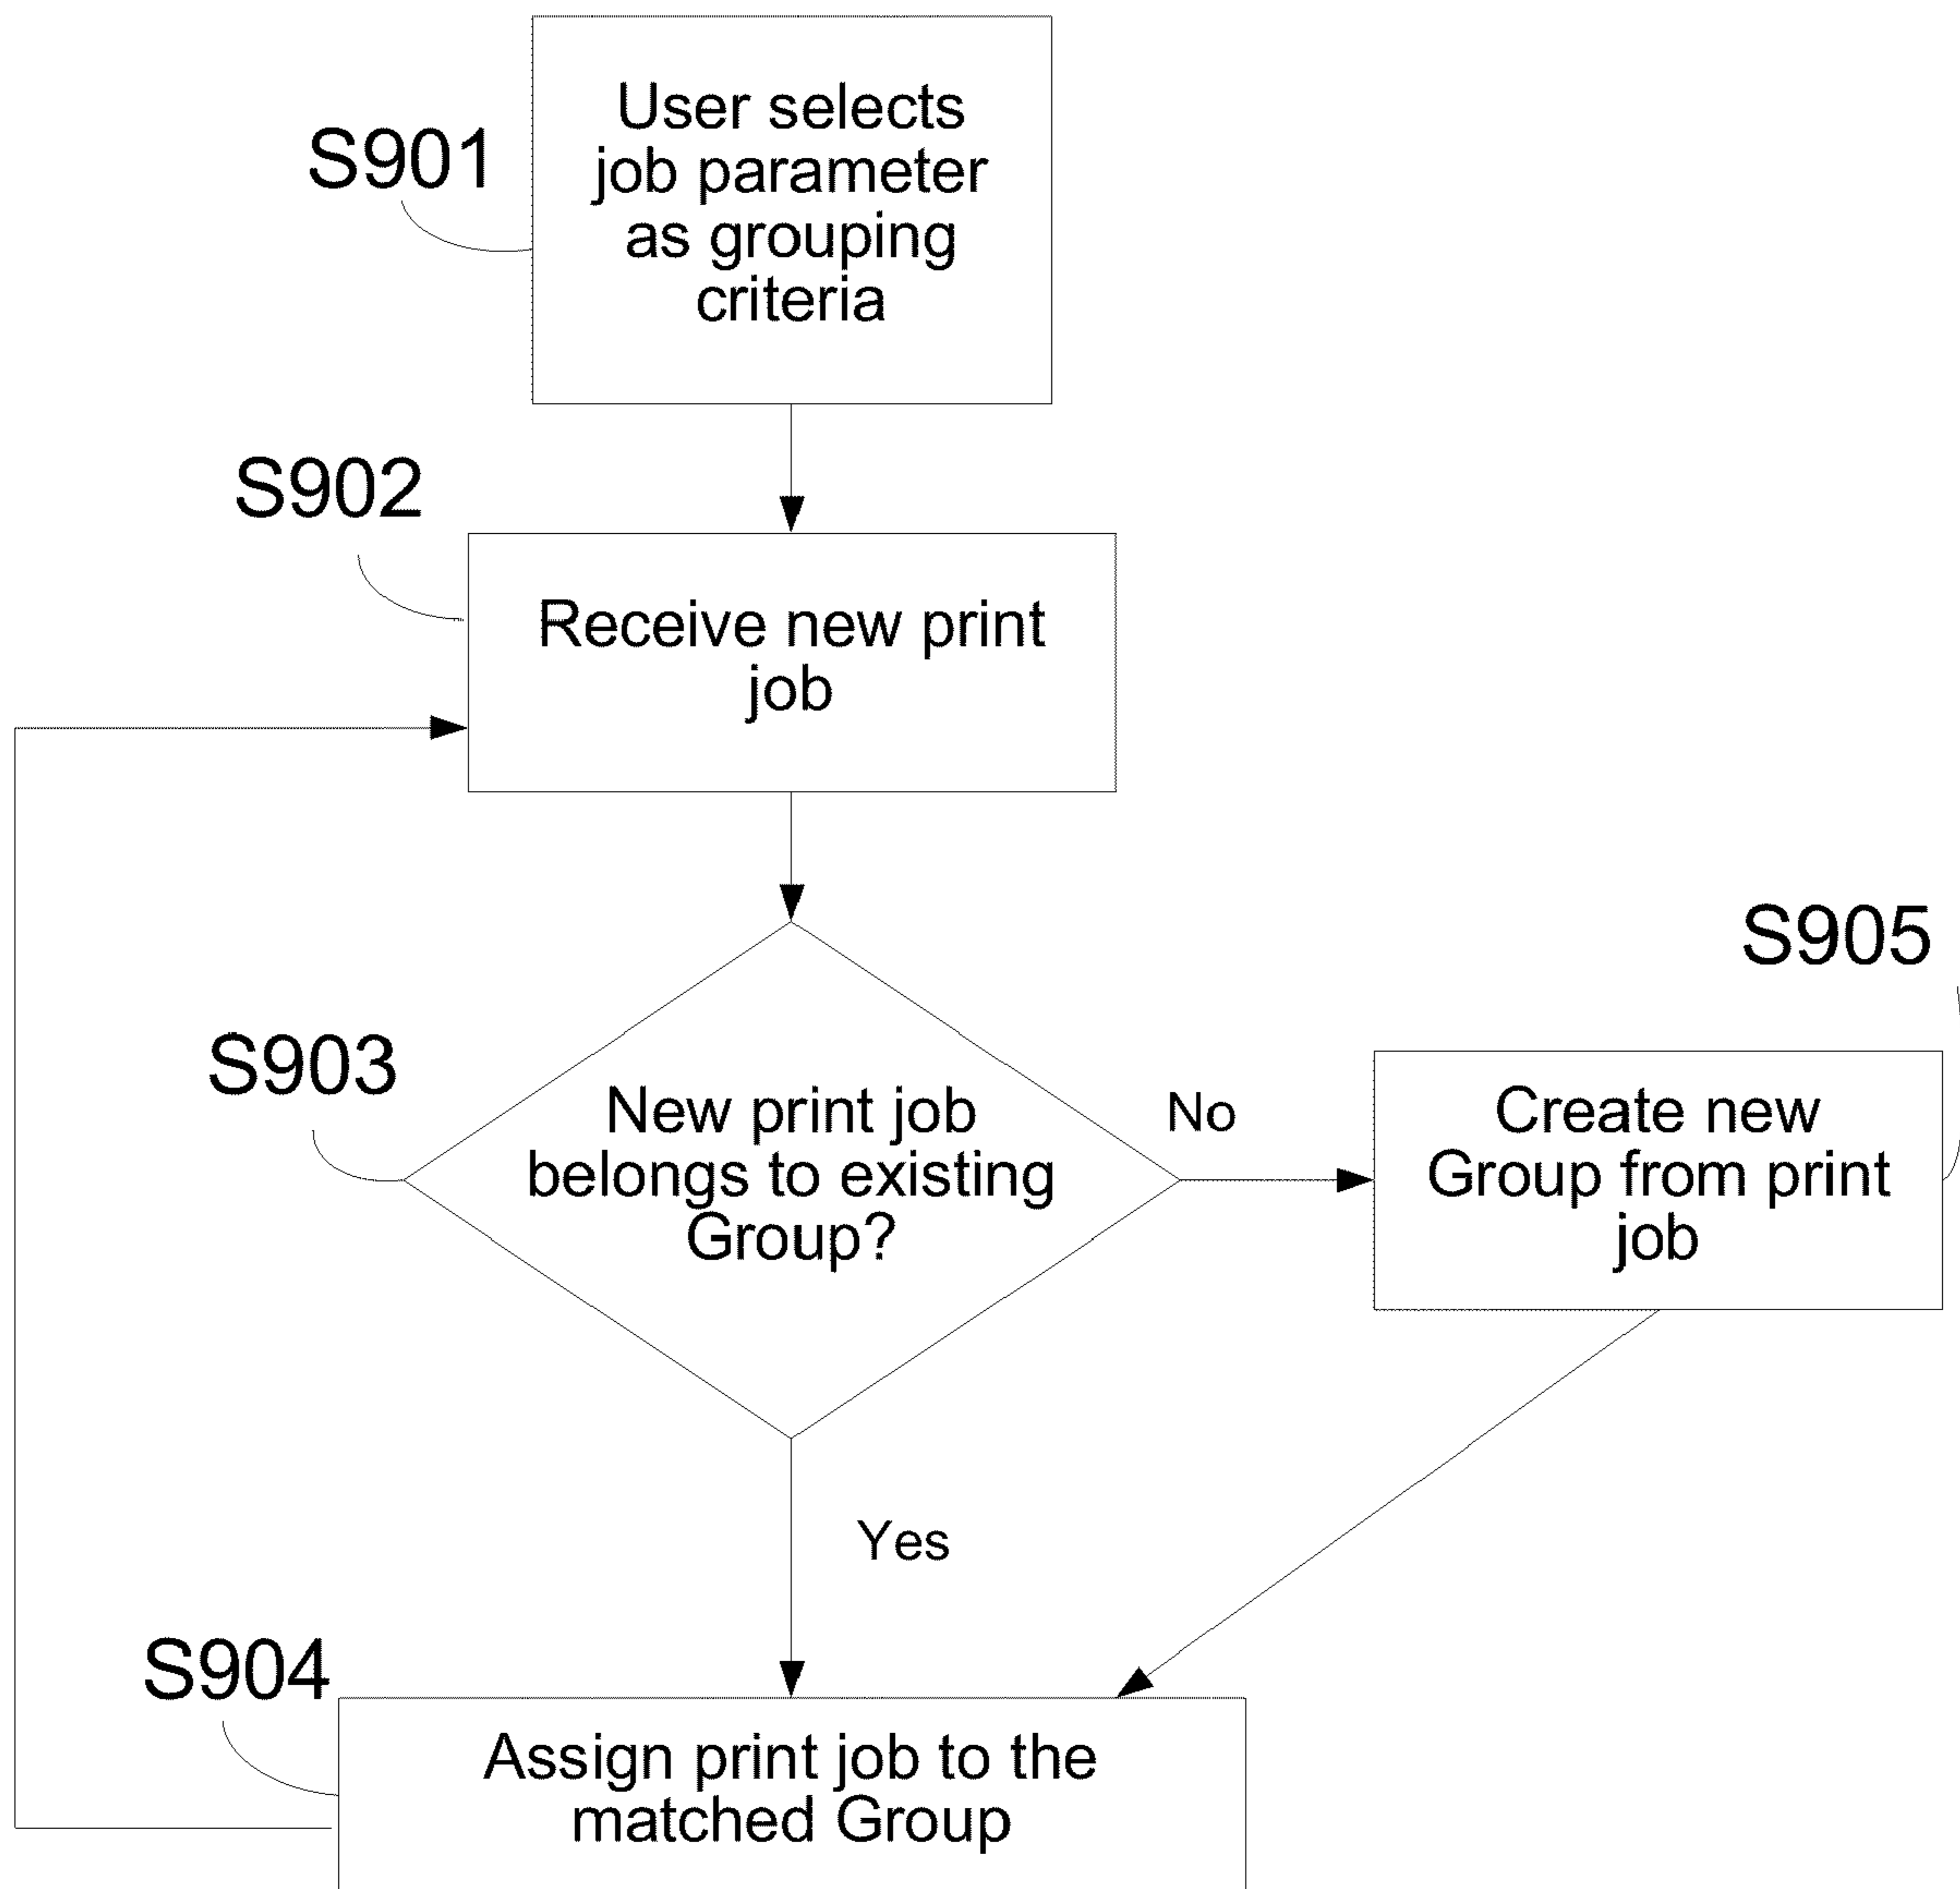 S901
User selects
job parameter
as grouping
criteria
S902
Receive new print
job
S903
New print job
belongs to existing
Group?
No
S905
Create new
Group from print
job
Yes
S904
Assign print job to the
matched Group